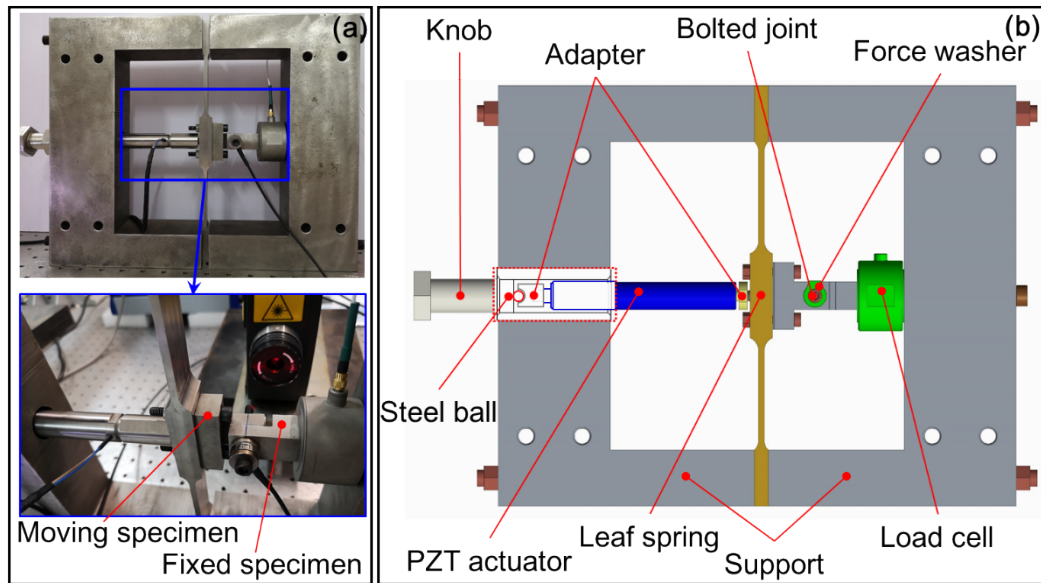 (a)
Moving specimen
Fixed specimen
(b)
Knob
Adapter
Bolted joint
Force washer
Steel ball
PZT actuator
Leaf spring
Support
Load cell